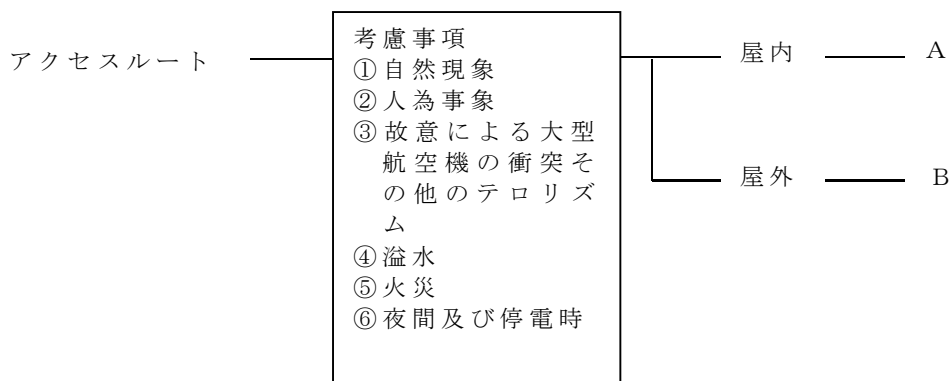 アクセスルート
考慮事項
①自然現象
②人為事象
③故意による大型
航空機の衝突そ
の他のテロリズ
ム
④溢水
⑤火災
⑥夜間及び停電時
屋内
A
屋外
B